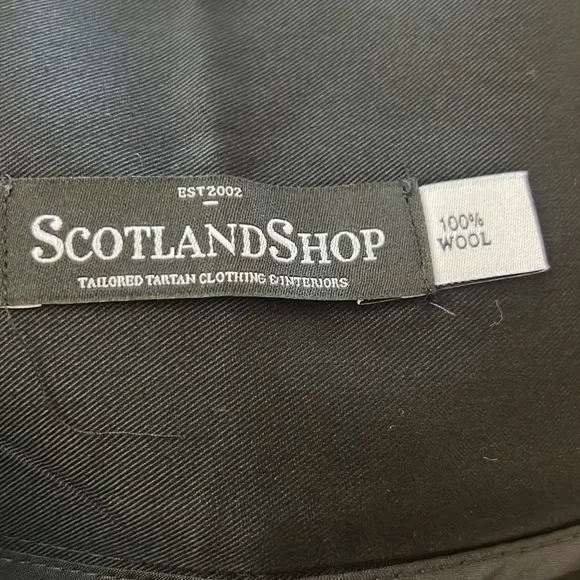 EST 2002
SCOTLANDSHOP
TAILORED TARTAN CLOTHING & INTERIORS
100%
WOOL